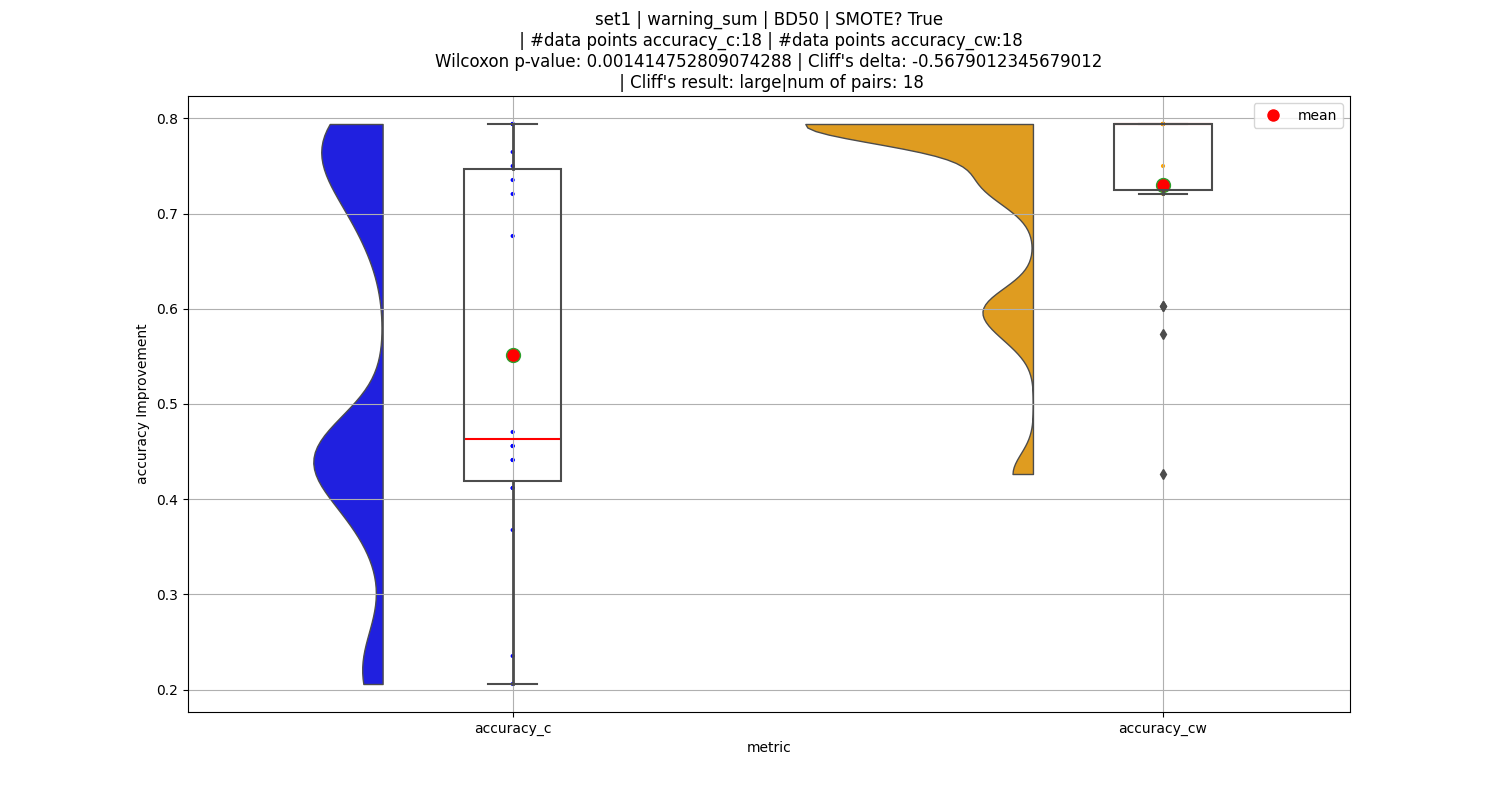 set1 | warning_sum | BD50 | SMOTE? True
| #data points accuracy_c:18 | #data points accuracy_cw:18
Wilcoxon p-value: 0.001414752809074288 | Cliff's delta: -0.5679012345679012
| Cliff's result: large|num of pairs: 18
mean
0.8
0.7
0.6
0.5
0.4
0.3
0.2
accuracy Improvement
accuracy_c
accuracy_cw
metric